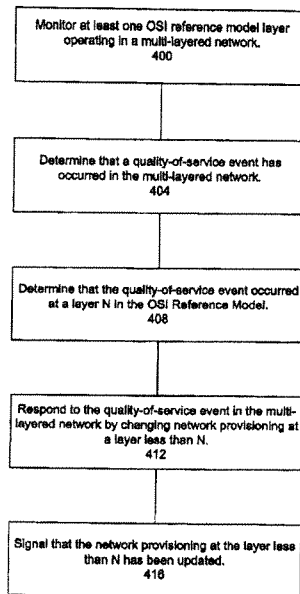 Monitor at least one OSI reference model layer
operating in a multi-layered network.
400
Determine that a quality-of-service event has
occurred in the multi-layered network.
404
Determine that the quality-of-service event occurred
at a layer N in the OSI Reference Model.
408
Respond to the quality-of-service event in the multi-
layered network by changing network provisioning at
a layer less than N.
412
Signal that the network provisioning at the layer less
than N has been updated.
416